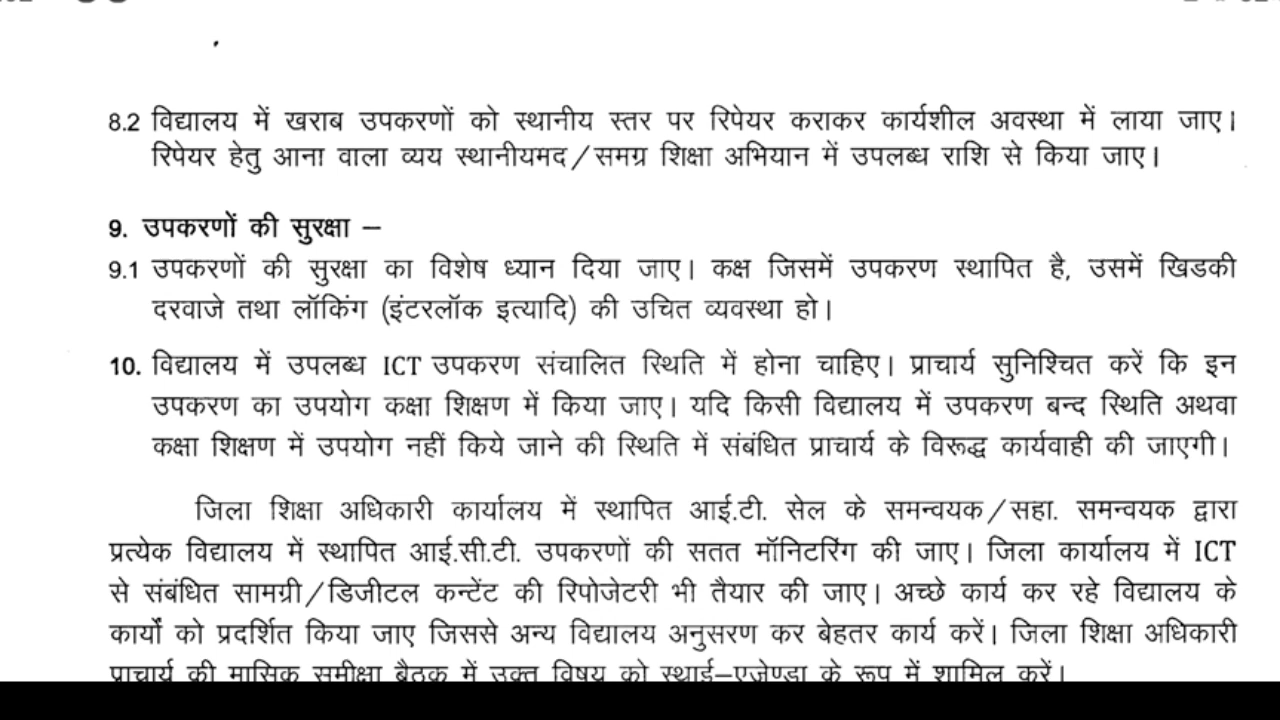 8.2 विद्यालय में खराब उपकरणों को स्थानीय स्तर पर रिपेयर कराकर कार्यशील अवस्था में लाया जाए।
रिपेयर हेतु आना वाला व्यय स्थानीयमद/समग्र शिक्षा अभियान में उपलब्ध राशि से किया जाए।
9. उपकरणों की सुरक्षा –
9.1 उपकरणों की सुरक्षा का विशेष ध्यान दिया जाए। कक्ष जिसमें उपकरण स्थापित है, उसमें खिडकी
दरवाजे तथा लॉकिंग (इंटरलॉक इत्यादि) की उचित व्यवस्था हो।
10. विद्यालय में उपलब्ध ICT उपकरण संचालित स्थिति में होना चाहिए। प्राचार्य सुनिश्चित करें कि इन
उपकरण का उपयोग कक्षा शिक्षण में किया जाए। यदि किसी विद्यालय में उपकरण बन्द स्थिति अथवा
कक्षा शिक्षण में उपयोग नहीं किये जाने की स्थिति में संबंधित प्राचार्य के विरूद्ध कार्यवाही की जाएगी।
जिला शिक्षा अधिकारी कार्यालय में स्थापित आई.टी. सेल के समन्वयक/सहा. समन्वयक द्वारा
प्रत्येक विद्यालय में स्थापित आई.सी.टी. उपकरणों की सतत मॉनिटरिंग की जाए। जिला कार्यालय में ICT
से संबंधित सामग्री/डिजीटल कन्टेंट की रिपोजेटरी भी तैयार की जाए। अच्छे कार्य कर रहे विद्यालय के
कार्यों को प्रदर्शित किया जाए जिससे अन्य विद्यालय अनुसरण कर बेहतर कार्य करें। जिला शिक्षा अधिकारी
प्राचार्य की मासिक समीक्षा बैठक में उक्त विषय को स्थाई–एजेण्डा के रूप में शामिल करें।